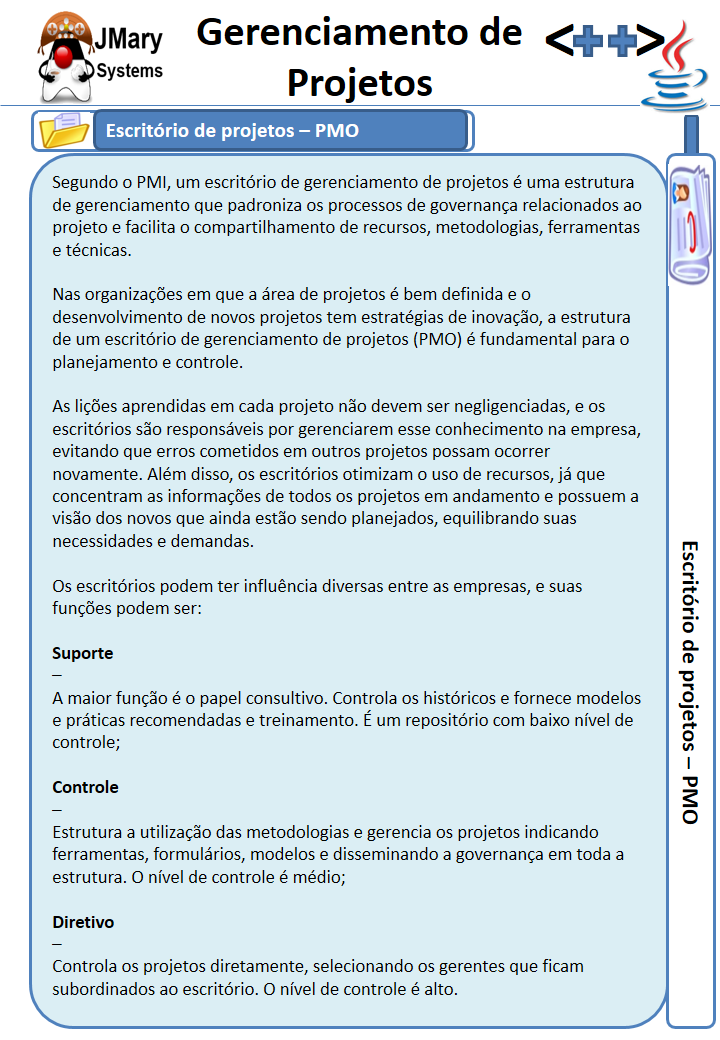 JMary
Systems
Gerenciamento de
Projetos
<++>
Escritório de projetos – PMO
Segundo o PMI, um escritório de gerenciamento de projetos é uma estrutura
de gerenciamento que padroniza os processos de governança relacionados ao
projeto e facilita o compartilhamento de recursos, metodologias, ferramentas
e técnicas.
Nas organizações em que a área de projetos é bem definida e o
desenvolvimento de novos projetos tem estratégias de inovação, a estrutura
de um escritório de gerenciamento de projetos (PMO) é fundamental para o
planejamento e controle.
As lições aprendidas em cada projeto não devem ser negligenciadas, e os
escritórios são responsáveis por gerenciarem esse conhecimento na empresa,
evitando que erros cometidos em outros projetos possam ocorrer
novamente. Além disso, os escritórios otimizam o uso de recursos, já que
concentram as informações de todos os projetos em andamento e possuem a
visão dos novos que ainda estão sendo planejados, equilibrando suas
necessidades e demandas.
Os escritórios podem ter influência diversas entre as empresas, e suas
funções podem ser:
Suporte
–
A maior função é o papel consultivo. Controla os históricos e fornece modelos
e práticas recomendadas e treinamento. É um repositório com baixo nível de
controle;
Controle
–
Estrutura a utilização das metodologias e gerencia os projetos indicando
ferramentas, formulários, modelos e disseminando a governança em toda a
estrutura. O nível de controle é médio;
Diretivo
–
Controla os projetos diretamente, selecionando os gerentes que ficam
subordinados ao escritório. O nível de controle é alto.
Escritório de projetos – PMO